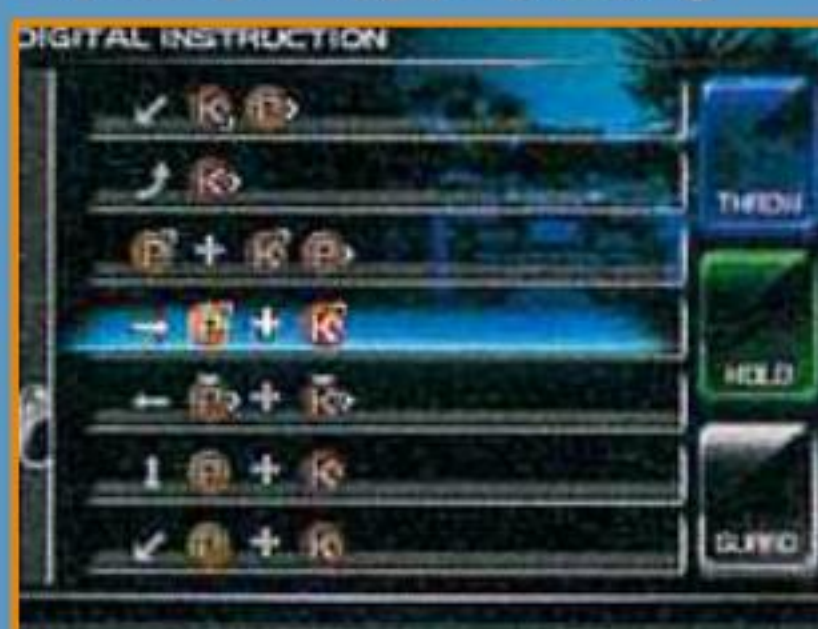 DIGITAL INSTRUCTION
↙ K P
⤴ K
P + K P
→ P + K
← P + K
↓ P + K
↙ P + K
THROW
HOLD
GUARD